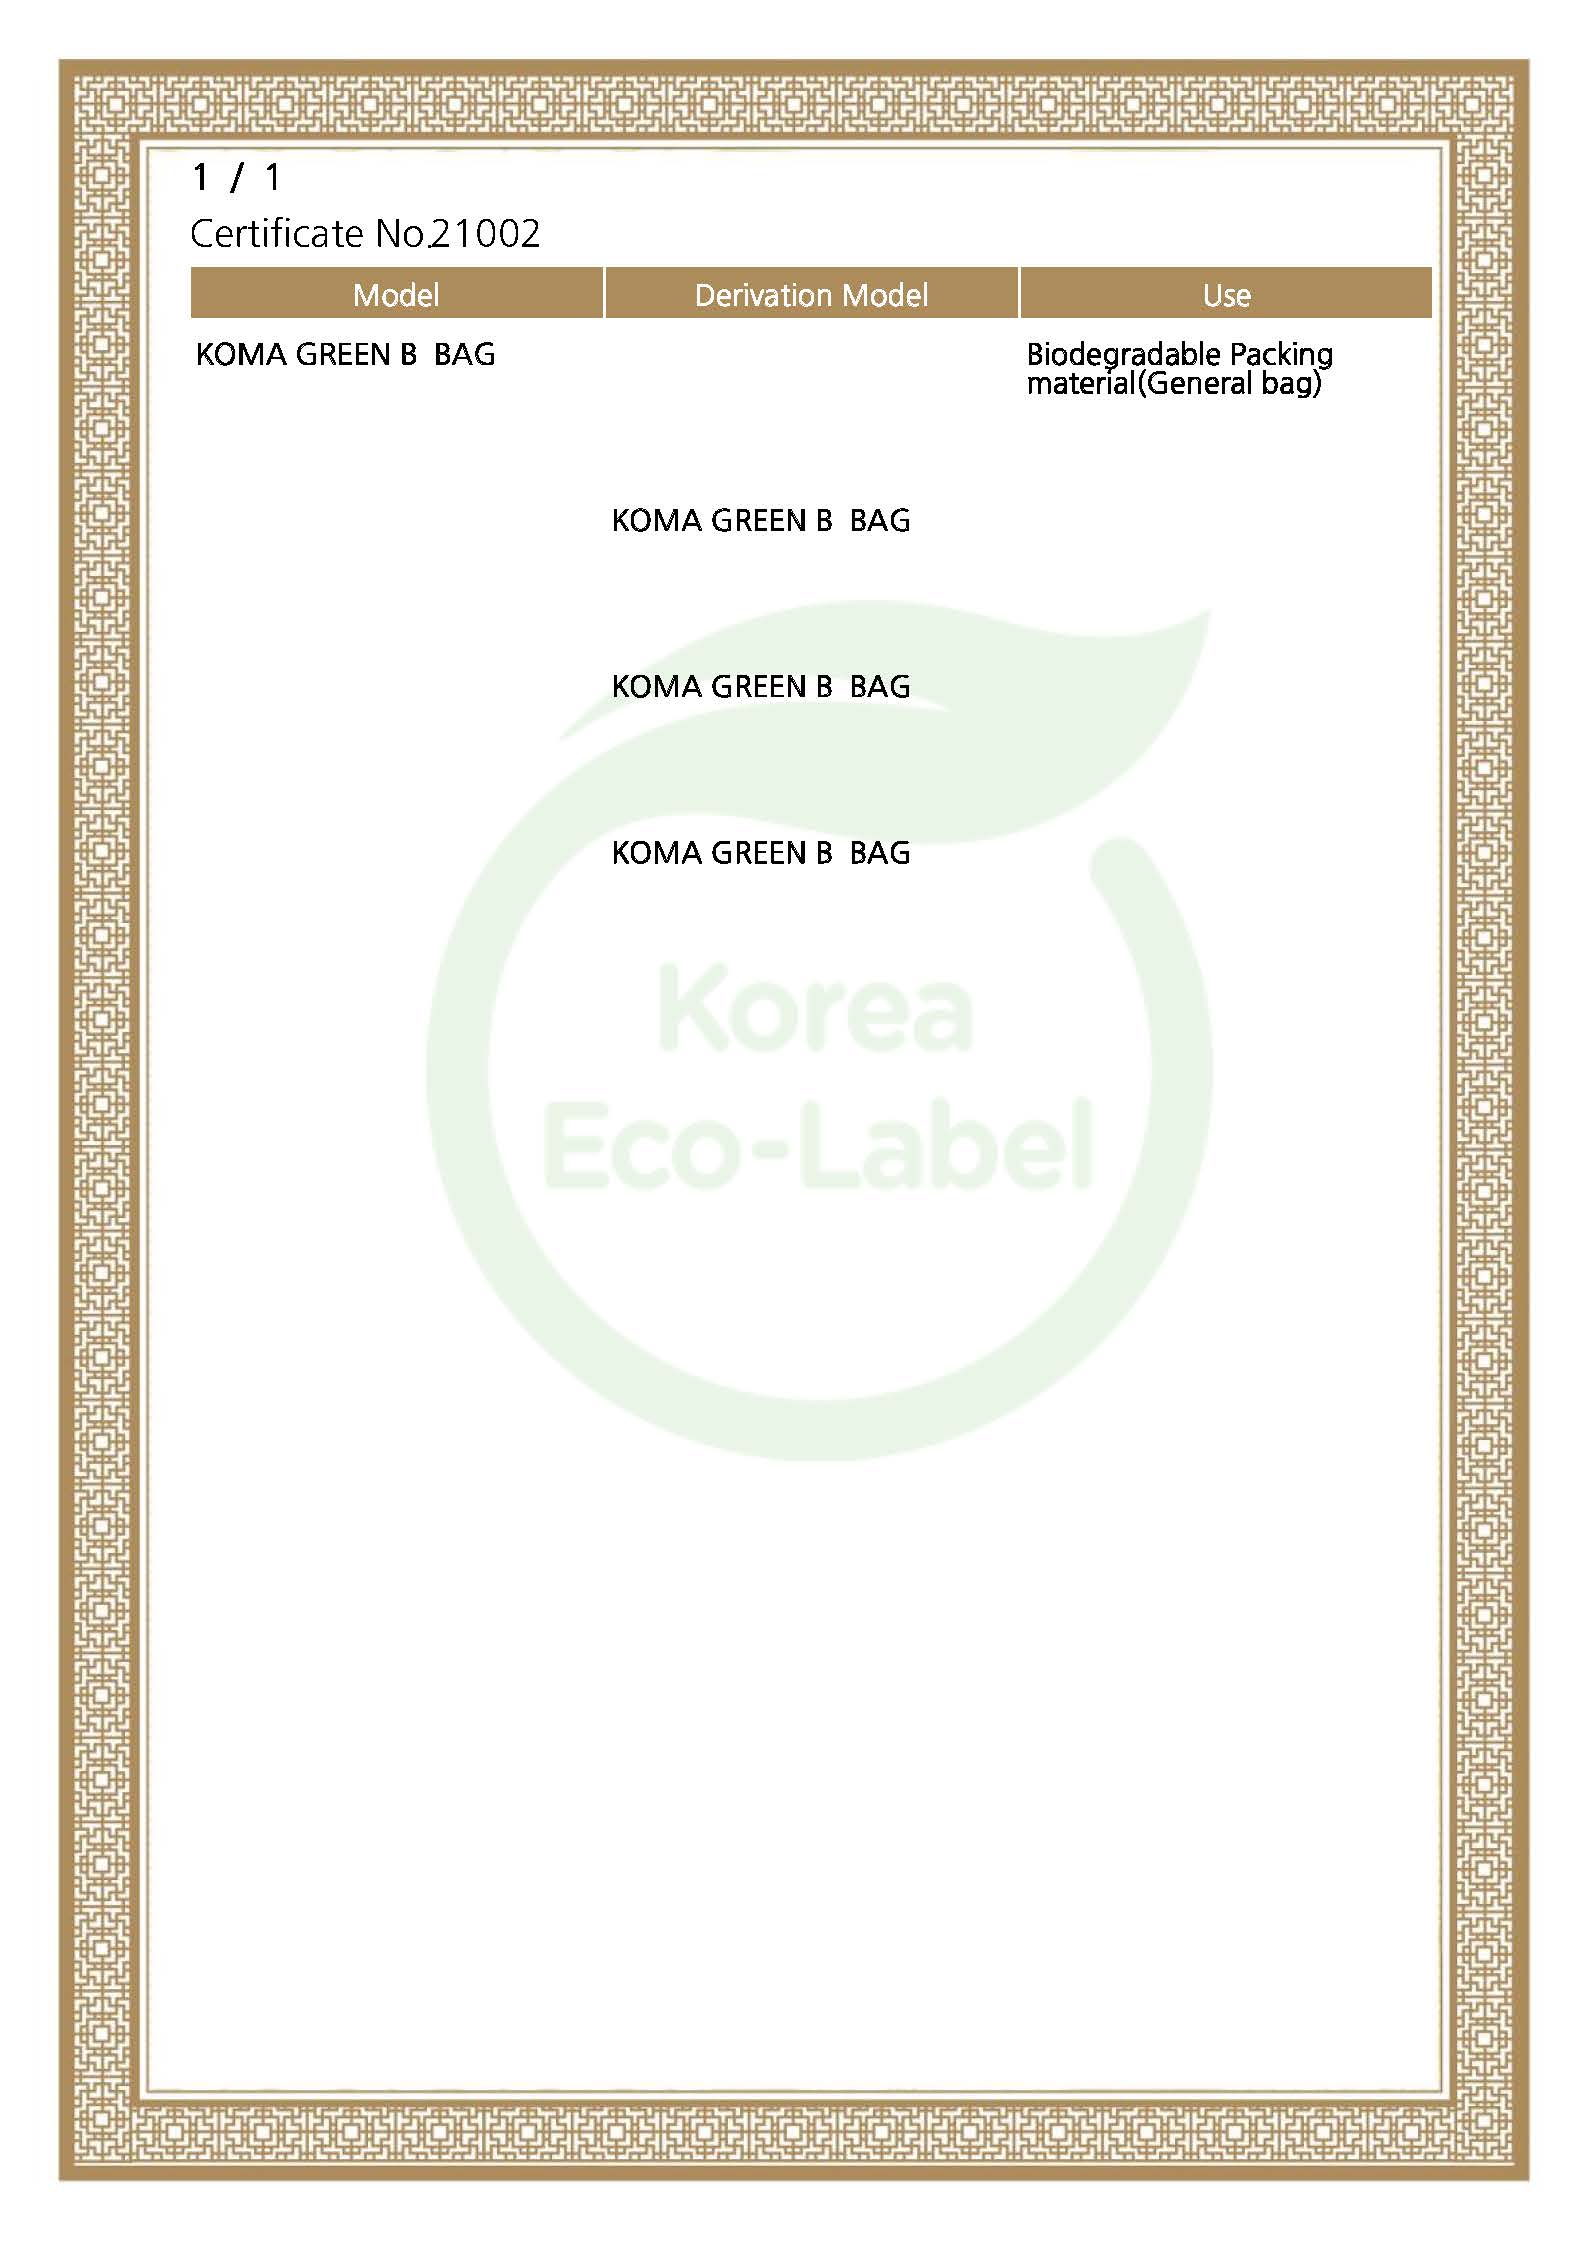 1 / 1
Certificate No.21002
Model Derivation Model Use
KOMA GREEN B  BAG Biodegradable Packing
material(General bag)
KOMA GREEN B  BAG
KOMA GREEN B  BAG
KOMA GREEN B  BAG
Korea
Eco-Label